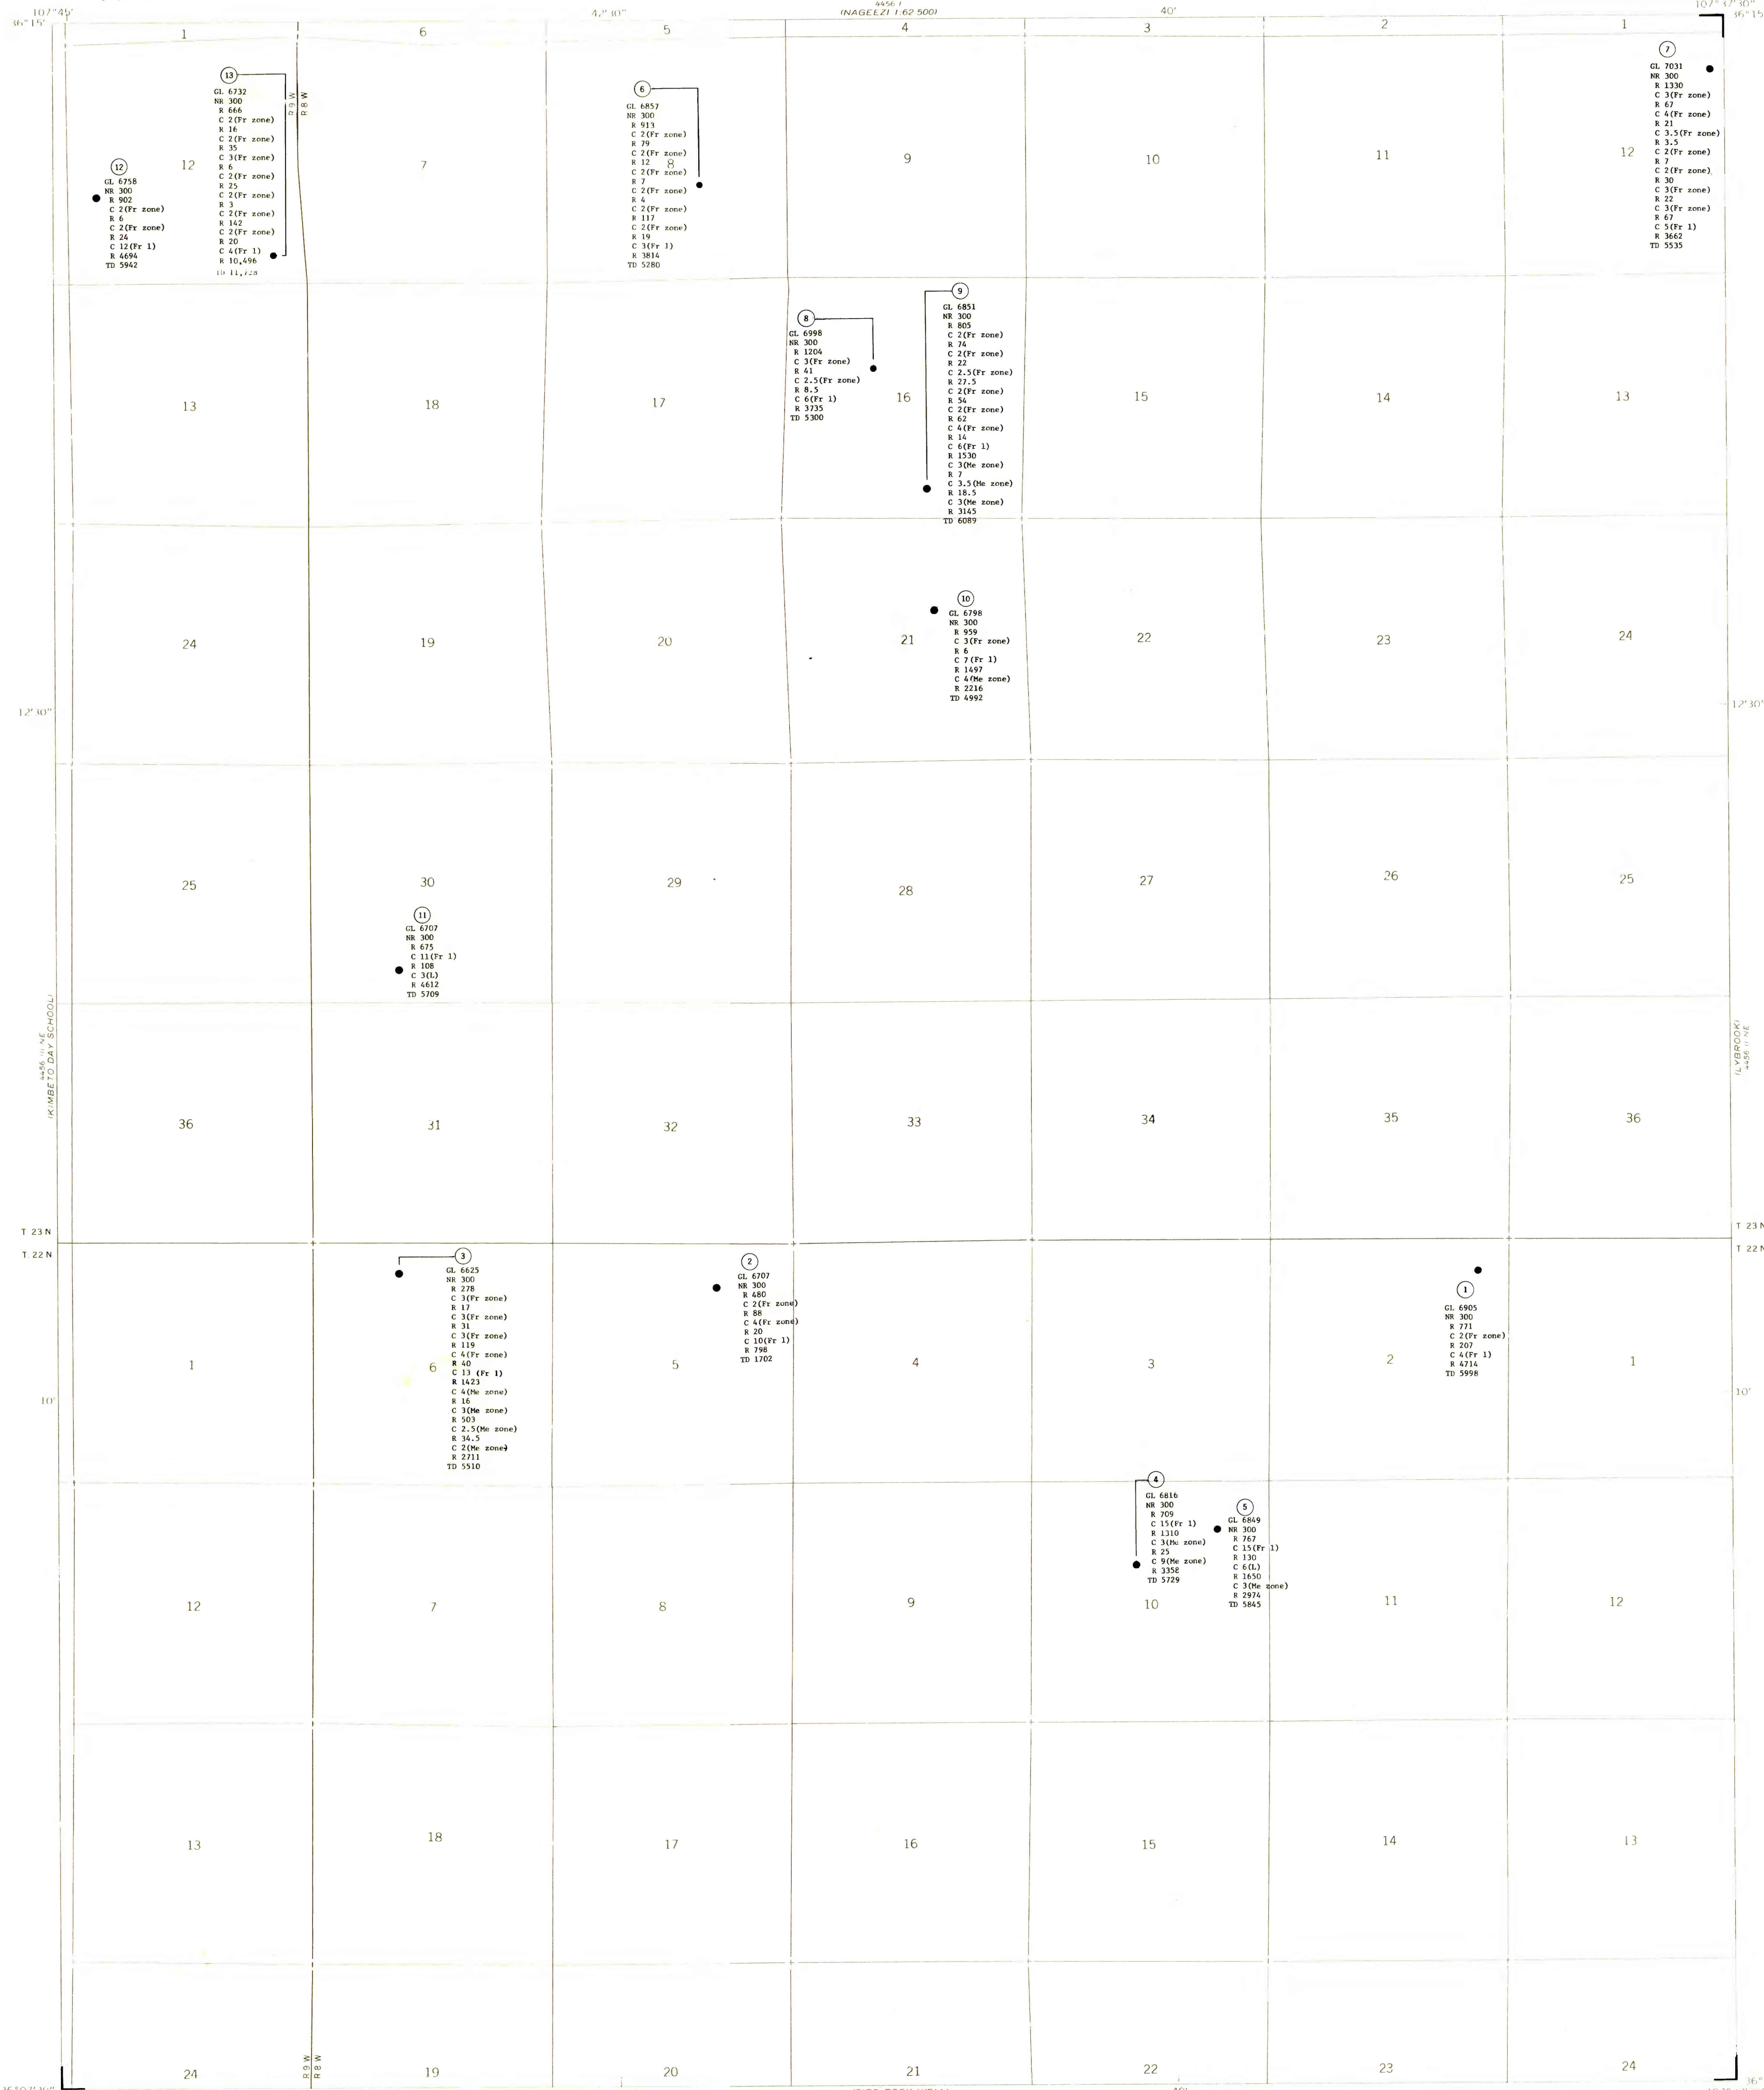 107°45'
42'30"
4456 I
(NAGEEZI 1:62 500)
40'
107°37'30"
36°15'
36°15'
1
6
5
4
3
2
1
R 9 W
R 8 W
13
GL 6732
NR 300
R 666
C 2(Fr zone)
R 16
C 2(Fr zone)
R 35
C 3(Fr zone)
R 6
C 2(Fr zone)
R 25
C 2(Fr zone)
R 3
C 2(Fr zone)
R 142
C 2(Fr zone)
R 20
C 4(Fr 1)
R 10,496
TD 11,728
12
12
GL 6758
NR 300
R 902
C 2(Fr zone)
R 6
C 2(Fr zone)
R 24
C 12(Fr 1)
R 4694
TD 5942
7
6
GL 6857
NR 300
R 913
C 2(Fr zone)
R 79
C 2(Fr zone)
R 12
C 2(Fr zone)
R 7
C 2(Fr zone)
R 4
C 2(Fr zone)
R 117
C 2(Fr zone)
R 19
C 3(Fr 1)
R 3814
TD 5280
8
9
10
11
12
7
GL 7031
NR 300
R 1330
C 3(Fr zone)
R 67
C 4(Fr zone)
R 21
C 3.5(Fr zone)
R 3.5
C 2(Fr zone)
R 7
C 2(Fr zone)
R 30
C 3(Fr zone)
R 22
C 3(Fr zone)
R 67
C 5(Fr 1)
R 3662
TD 5535
13
18
17
8
GL 6998
NR 300
R 1204
C 3(Fr zone)
R 41
C 2.5(Fr zone)
R 8.5
C 6(Fr 1)
R 3735
TD 5300
16
9
GL 6851
NR 300
R 805
C 2(Fr zone)
R 74
C 2(Fr zone)
R 22
C 2.5(Fr zone)
R 27.5
C 2(Fr zone)
R 54
C 2(Fr zone)
R 62
C 4(Fr zone)
R 14
C 6(Fr 1)
R 1530
C 3(Me zone)
R 7
C 3.5(Me zone)
R 18.5
C 3(Me zone)
R 3145
TD 6089
15
14
13
24
19
20
21
10
GL 6798
NR 300
R 959
C 3(Fr zone)
R 6
C 7(Fr 1)
R 1497
C 4(Me zone)
R 2216
TD 4992
22
23
24
12'30"
12'30"
25
30
29
28
27
26
25
11
GL 6707
NR 300
R 675
C 11(Fr 1)
R 108
C 3(L)
R 4612
TD 5709
4456 III NE
(KIMBETO DAY SCHOOL)
(LYBROOK)
4456 II NE
36
31
32
33
34
35
36
T 23 N
T 23 N
T. 22 N
T 22 N
3
GL 6625
NR 300
R 278
C 3(Fr zone)
R 17
C 3(Fr zone)
R 31
C 3(Fr zone)
R 119
C 4(Fr zone)
R 40
C 13 (Fr 1)
R 1423
C 4(Me zone)
R 16
C 3(Me zone)
R 503
C 2.5(Me zone)
R 34.5
C 2(Me zone)
R 2711
TD 5510
2
GL 6707
NR 300
R 480
C 2(Fr zone)
R 88
C 4(Fr zone)
R 20
C 10(Fr 1)
R 798
TD 1702
1
GL 6905
NR 300
R 771
C 2(Fr zone)
R 207
C 4(Fr 1)
R 4714
TD 5998
1
6
5
4
3
2
1
10'
10'
4
GL 6816
NR 300
R 709
C 15(Fr 1)
R 1310
C 3(Me zone)
R 25
C 9(Me zone)
R 3358
TD 5729
5
GL 6849
NR 300
R 767
C 15(Fr 1)
R 130
C 6(L)
R 1650
C 3(Me zone)
R 2974
TD 5845
12
7
8
9
10
11
12
13
18
17
16
15
14
13
R 9 W
R 8 W
24
19
20
21
22
23
24